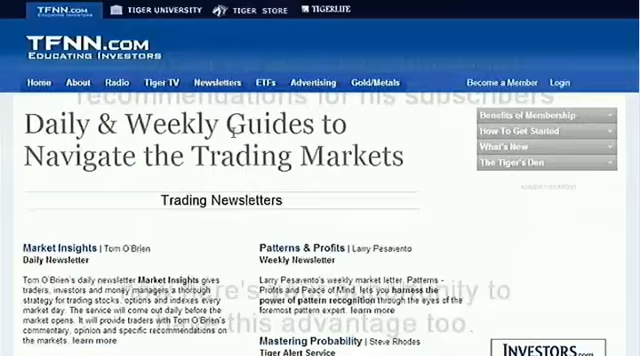 TFNN.COM TIGER UNIVERSITY TIGER STORE TIGERLIFE
Educating Investors
TFNN.COM
EDUCATING INVESTORS
Home About Radio Tiger TV Newsletters ETFs Advertising Gold/Metals Become a Member Login
recommendations for his subscribers
Daily & Weekly Guides to
Navigate the Trading Markets
Benefits of Membership
How To Get Started
What's New
The Tiger's Den
ADVERTISEMENT
Trading Newsletters
Market Insights | Tom O'Brien
Daily Newsletter
Tom O'Brien's daily newsletter Market Insights gives
traders, investors and money managers a thorough
strategy for trading stocks, options and indexes every
market day. The service will come out daily before the
market opens. It will provide traders with Tom O'Brien's
commentary, opinion and specific recommendations on
the markets. learn more
Patterns & Profits | Larry Pesavento
Weekly Newsletter
Larry Pesavento's weekly market letter, Patterns -
Profits and Peace of Mind, lets you harness the
power of pattern recognition through the eyes of the
foremost pattern expert. learn more
Mastering Probability | Steve Rhodes
Tiger Alert Service
this advantage too.
INVESTORS.com